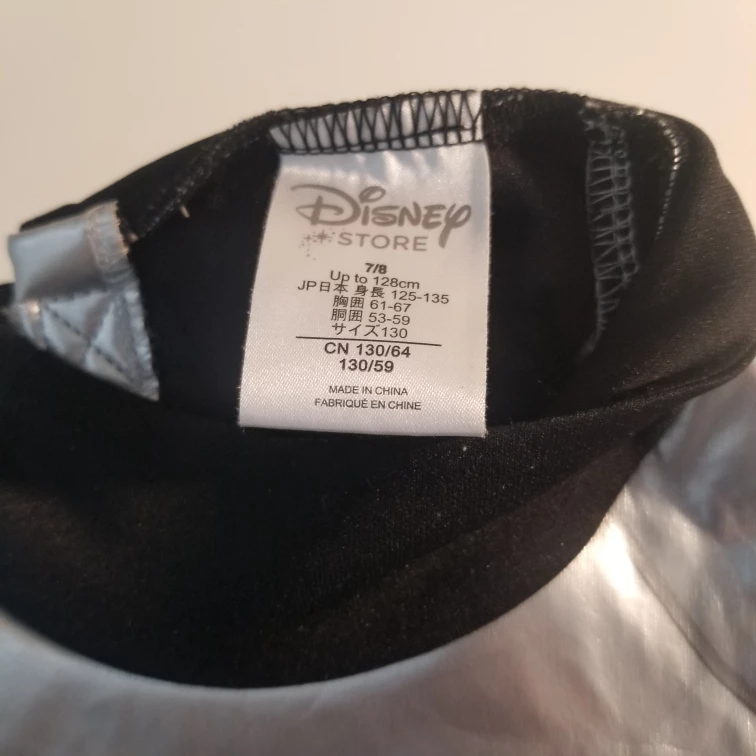 Disney
STORE
7/8
Up to 128cm
JP日本 身長 125-135
胸囲 61-67
胴囲 53-59
サイズ130
CN 130/64
130/59
MADE IN CHINA
FABRIQUÉ EN CHINE